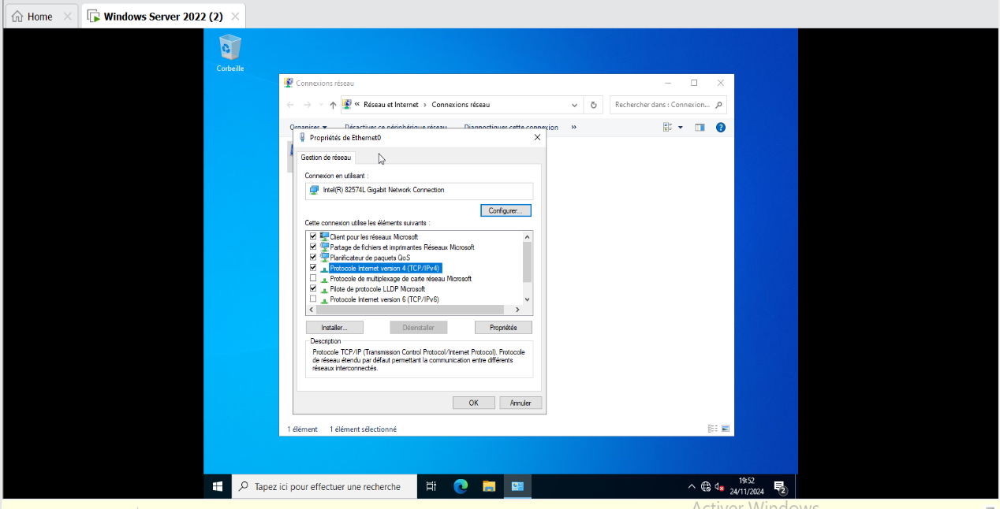 Home
Windows Server 2022 (2)
Corbeille
Connexions réseau
« Réseau et Internet › Connexions réseau
Rechercher dans : Connexion...
Organiser Désactiver ce périphérique réseau Diagnostiquer cette connexion »
Propriétés de Ethernet0
Gestion de réseau
Connexion en utilisant :
Intel(R) 82574L Gigabit Network Connection
Configurer...
Cette connexion utilise les éléments suivants :
Client pour les réseaux Microsoft
Partage de fichiers et imprimantes Réseaux Microsoft
Planificateur de paquets QoS
Protocole Internet version 4 (TCP/IPv4)
Protocole de multiplexage de carte réseau Microsoft
Pilote de protocole LLDP Microsoft
Protocole Internet version 6 (TCP/IPv6)
Installer... Désinstaller Propriétés
Description
Protocole TCP/IP (Transmission Control Protocol/Internet Protocol). Protocole
de réseau étendu par défaut permettant la communication entre différents
réseaux interconnectés.
OK Annuler
1 élément 1 élément sélectionné
Tapez ici pour effectuer une recherche
19:52
24/11/2024
2
Activer Windows